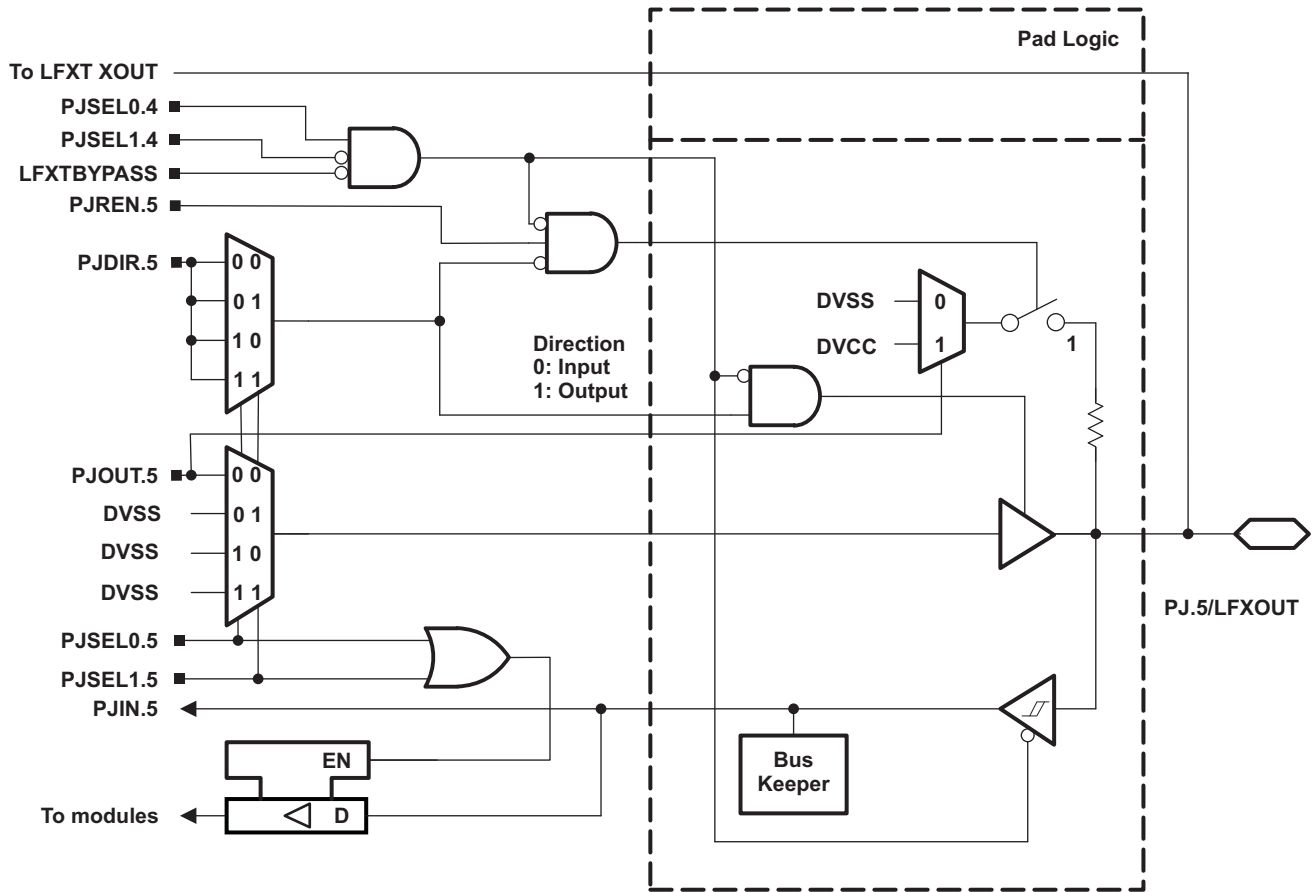 Pad Logic
To LFXT XOUT
PJSEL0.4
PJSEL1.4
LFXTBYPASS
PJREN.5
PJDIR.5
0 0
0 1
1 0
1 1
DVSS
0
DVCC
1
1
Direction
0: Input
1: Output
PJOUT.5
0 0
DVSS
0 1
DVSS
1 0
DVSS
1 1
PJ.5/LFXOUT
PJSEL0.5
PJSEL1.5
PJIN.5
Bus
Keeper
EN
To modules
D